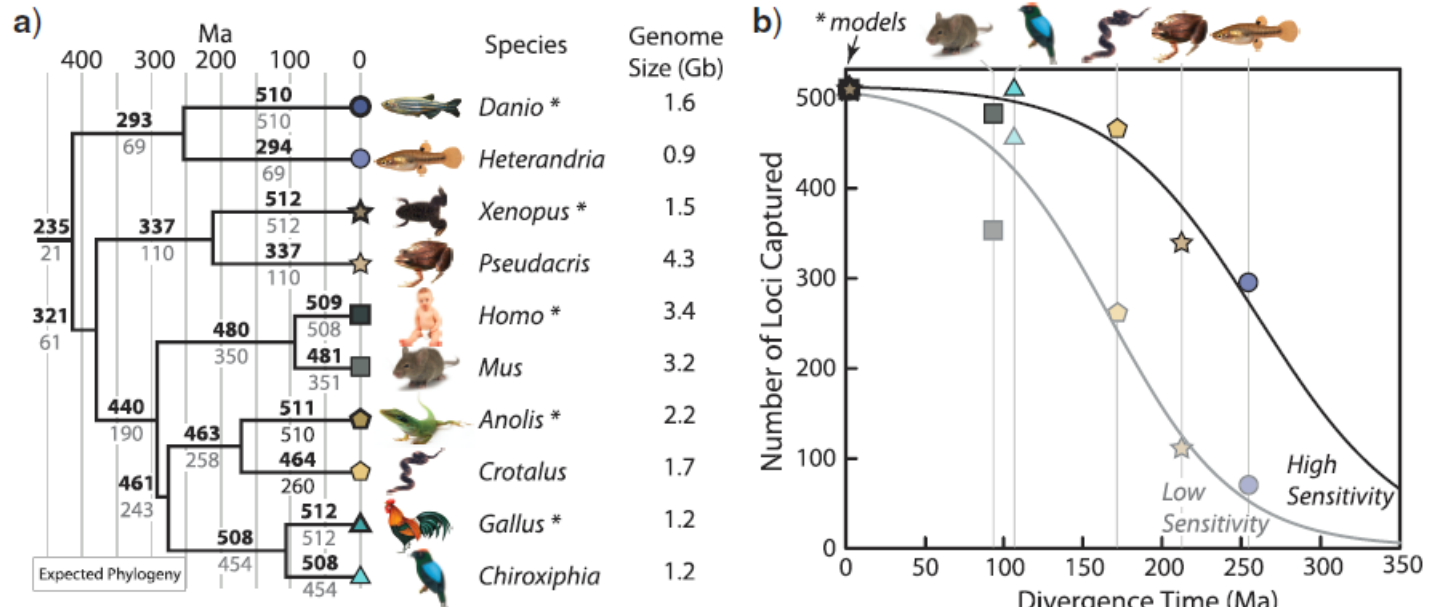 a)
Ma
400 300 200 100 0
Species
Genome
Size (Gb)
510
510
Danio * 1.6
293
69
294
69
Heterandria 0.9
512
512
Xenopus * 1.5
235
21
337
110
337
110
Pseudacris 4.3
509
508
Homo * 3.4
321
61
480
350
481
351
Mus 3.2
440
190
511
510
Anolis * 2.2
463
258
464
260
Crotalus 1.7
461
243
512
512
Gallus * 1.2
508
454
508
454
Chiroxiphia 1.2
Expected Phylogeny
b)
* models
Number of Loci Captured
500
400
300
200
100
0
High
Sensitivity
Low
Sensitivity
0 50 100 150 200 250 300 350
Divergence Time (Ma)